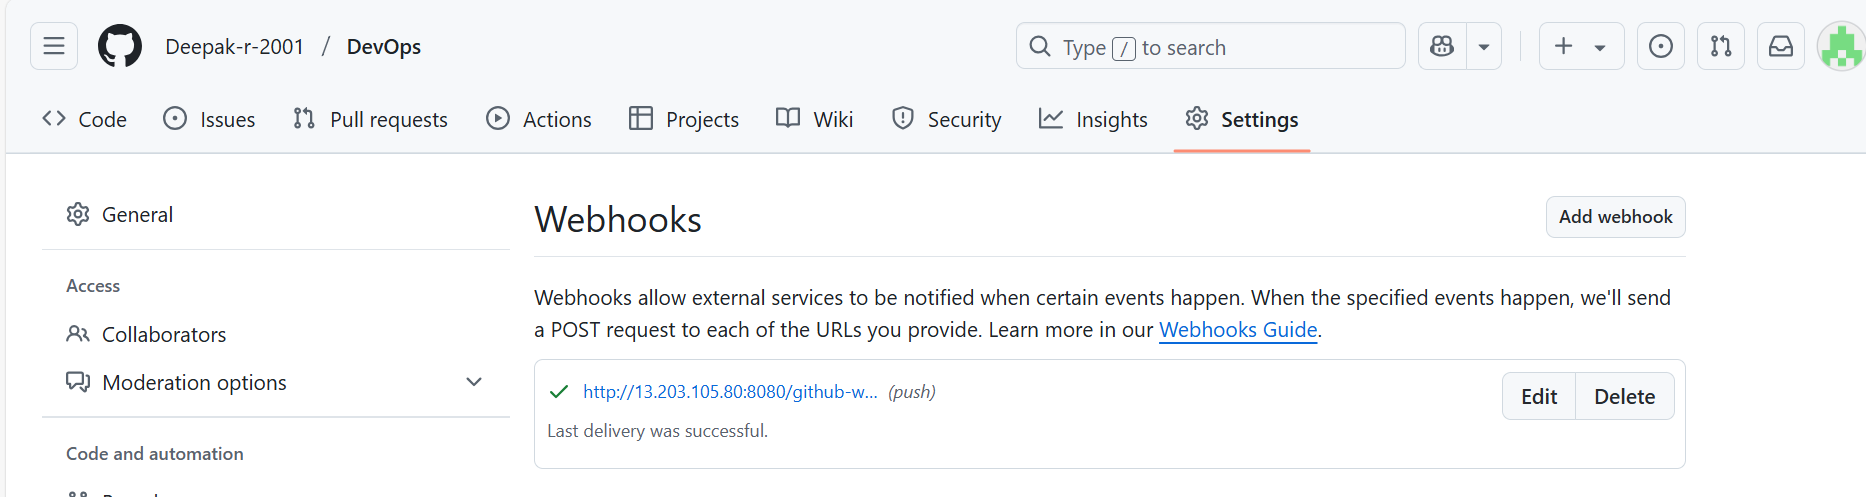 Deepak-r-2001 / DevOps
Type / to search
Code Issues Pull requests Actions Projects Wiki Security Insights Settings
General
Access
Collaborators
Moderation options
Code and automation
Webhooks
Add webhook
Webhooks allow external services to be notified when certain events happen. When the specified events happen, we'll send
a POST request to each of the URLs you provide. Learn more in our Webhooks Guide.
http://13.203.105.80:8080/github-w... (push)
Edit Delete
Last delivery was successful.